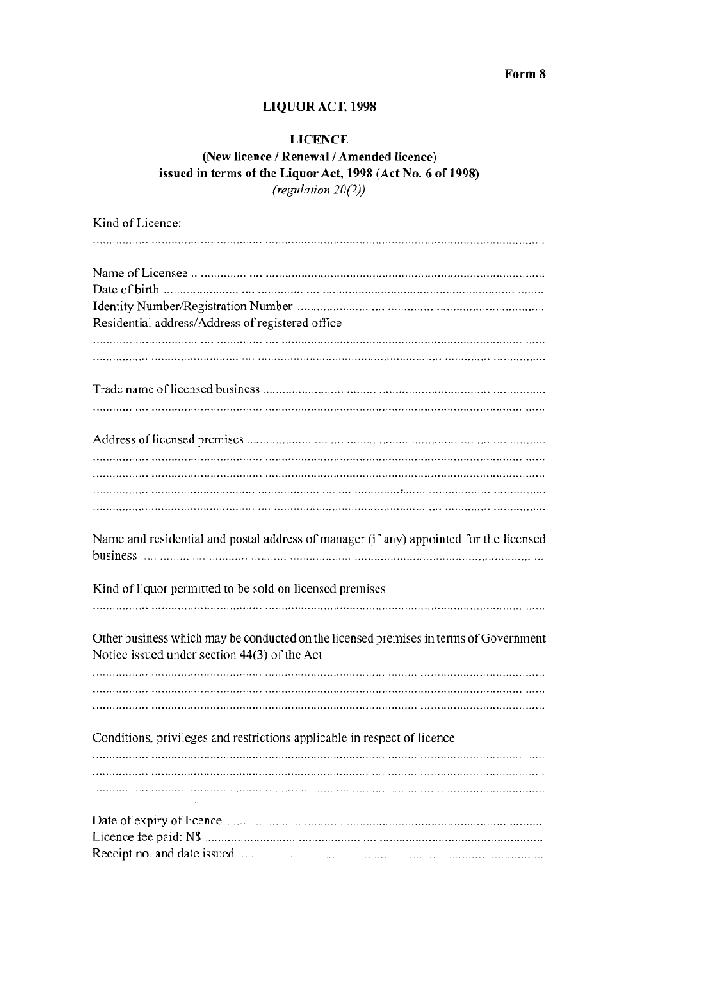 Form 8
LIQUOR ACT, 1998
LICENCE
(New licence / Renewal / Amended licence)
issued in terms of the Liquor Act, 1998 (Act No. 6 of 1998)
(regulation 20(2))
Kind of Licence:
................................................................
Name of Licensee ................................................................
Date of birth ................................................................
Identity Number/Registration Number ................................................................
Residential address/Address of registered office
................................................................
................................................................
Trade name of licensed business ................................................................
................................................................
Address of licensed premises ................................................................
................................................................
................................................................
................................................................
................................................................
Name and residential and postal address of manager (if any) appointed for the licensed
business ................................................................
Kind of liquor permitted to be sold on licensed premises
................................................................
Other business which may be conducted on the licensed premises in terms of Government
Notice issued under section 44(3) of the Act
................................................................
................................................................
................................................................
Conditions, privileges and restrictions applicable in respect of licence
................................................................
................................................................
................................................................
Date of expiry of licence ................................................................
Licence fee paid: N$ ................................................................
Receipt no. and date issued ................................................................